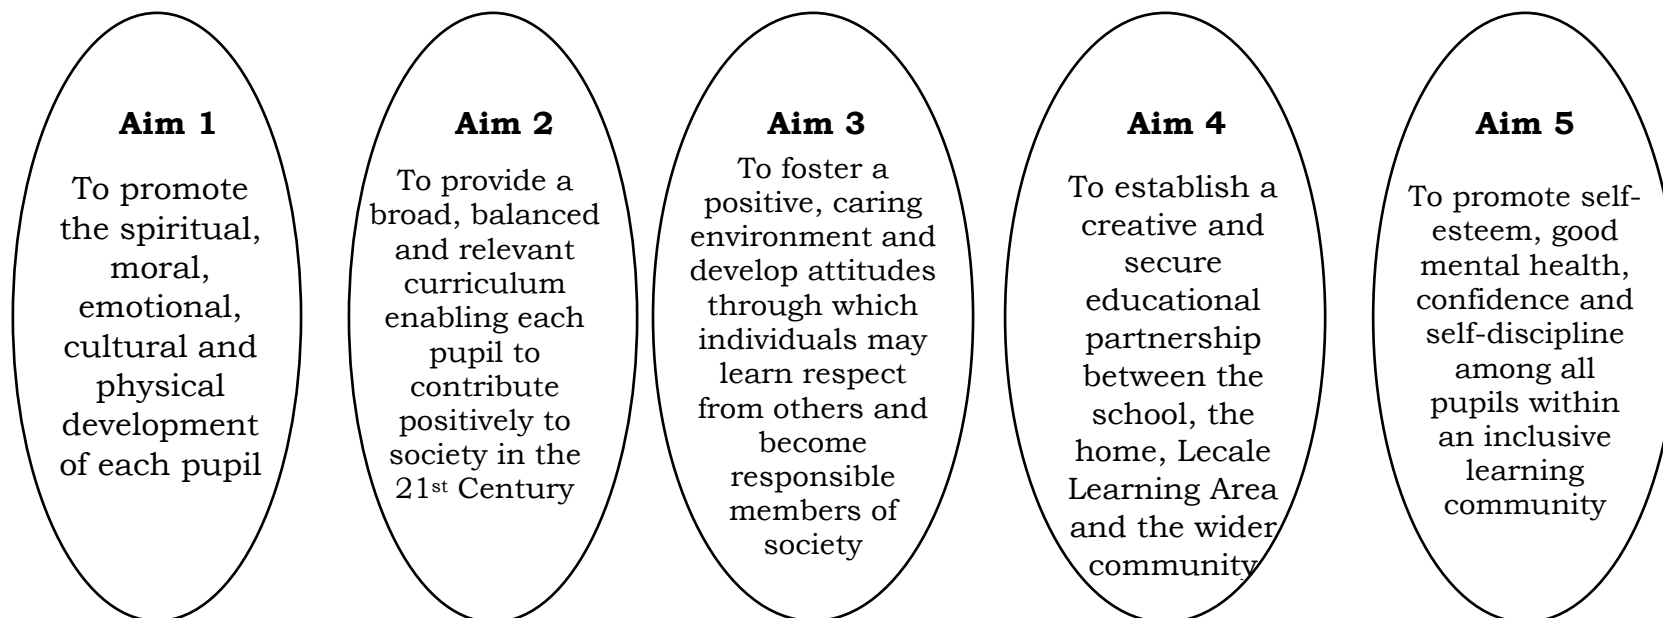 Aim 1
To promote
the spiritual,
moral,
emotional,
cultural and
physical
development
of each pupil
Aim 2
To provide a
broad, balanced
and relevant
curriculum
enabling each
pupil to
contribute
positively to
society in the
21st Century
Aim 3
To foster a
positive, caring
environment and
develop attitudes
through which
individuals may
learn respect
from others and
become
responsible
members of
society
Aim 4
To establish a
creative and
secure
educational
partnership
between the
school, the
home, Lecale
Learning Area
and the wider
community
Aim 5
To promote self-
esteem, good
mental health,
confidence and
self-discipline
among all
pupils within
an inclusive
learning
community